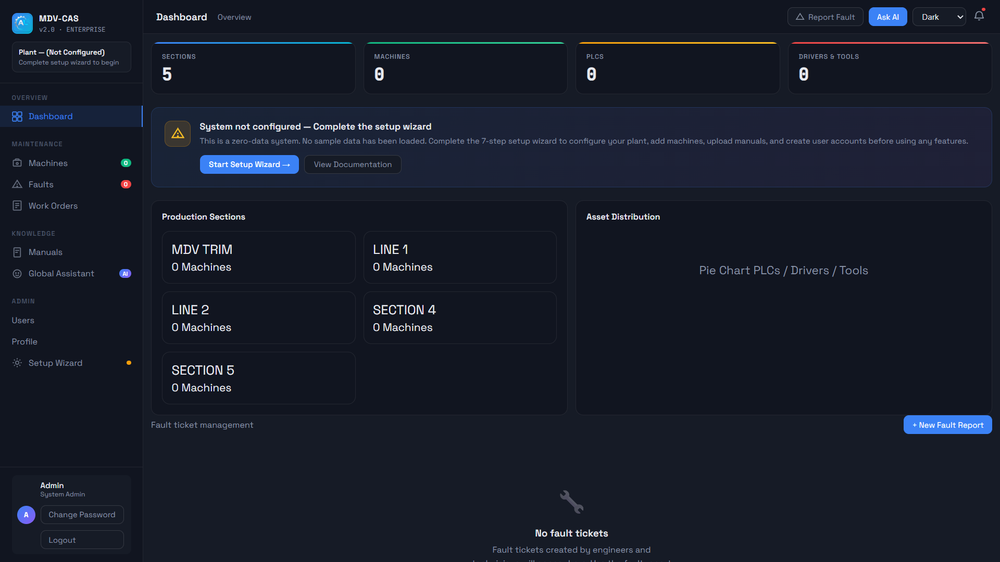 MDV-CAS
v2.0 · ENTERPRISE
Plant — (Not Configured)
Complete setup wizard to begin
OVERVIEW
Dashboard
MAINTENANCE
Machines 0
Faults 0
Work Orders
KNOWLEDGE
Manuals
Global Assistant AI
ADMIN
Users
Profile
Setup Wizard
Admin
System Admin
A
Change Password
Logout
Dashboard Overview
Report Fault
Ask AI
Dark
SECTIONS
5
MACHINES
0
PLCS
0
DRIVERS & TOOLS
0
System not configured — Complete the setup wizard
This is a zero-data system. No sample data has been loaded. Complete the 7-step setup wizard to configure your plant, add machines, upload manuals, and create user accounts before using any features.
Start Setup Wizard →
View Documentation
Production Sections
MDV TRIM
0 Machines
LINE 1
0 Machines
LINE 2
0 Machines
SECTION 4
0 Machines
SECTION 5
0 Machines
Asset Distribution
Pie Chart PLCs / Drivers / Tools
Fault ticket management
+ New Fault Report
No fault tickets
Fault tickets created by engineers and